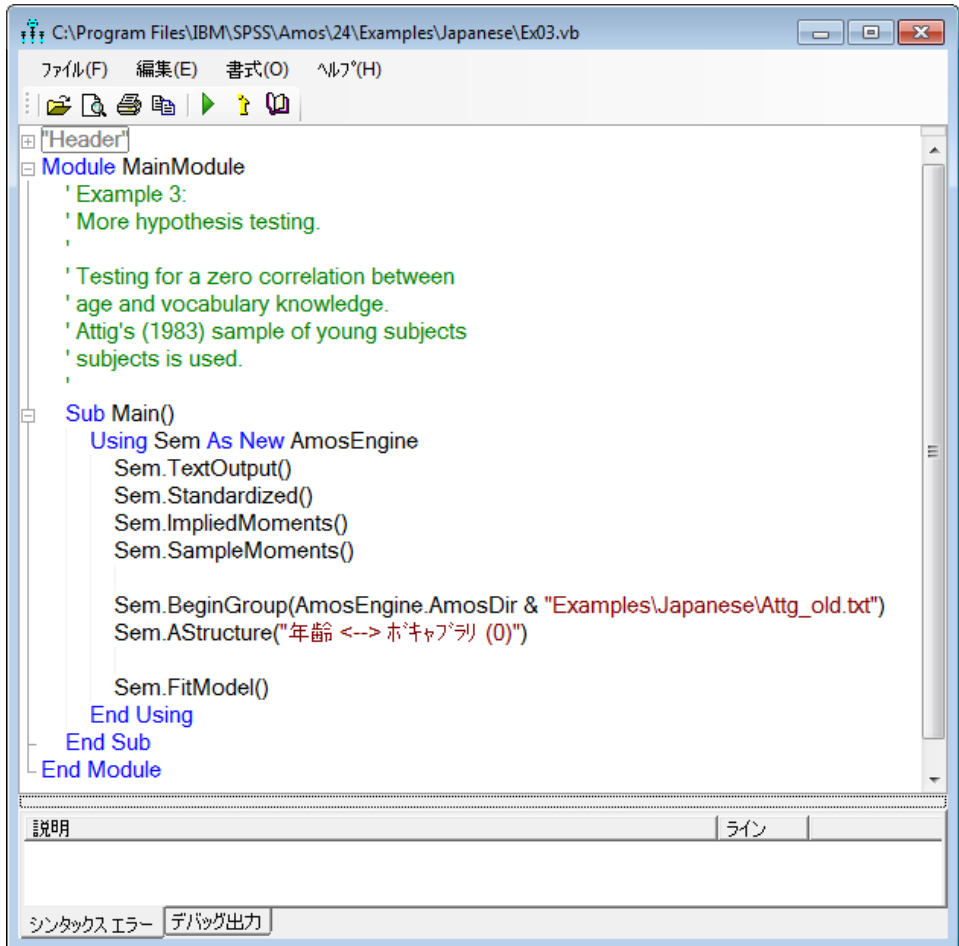 C:\Program Files\IBM\SPSS\Amos\24\Examples\Japanese\Ex03.vb
ファイル(F) 編集(E) 書式(O) ヘルプ(H)
"Header"
Module MainModule
' Example 3:
' More hypothesis testing.
'
' Testing for a zero correlation between
' age and vocabulary knowledge.
' Attig's (1983) sample of young subjects
' subjects is used.
'
Sub Main()
Using Sem As New AmosEngine
Sem.TextOutput()
Sem.Standardized()
Sem.ImpliedMoments()
Sem.SampleMoments()
Sem.BeginGroup(AmosEngine.AmosDir & "Examples\Japanese\Attg_old.txt")
Sem.AStructure("年齢 <--> ボキャブラリ (0)")
Sem.FitModel()
End Using
End Sub
End Module
説明 ライン
シンタックス エラー デバッグ出力